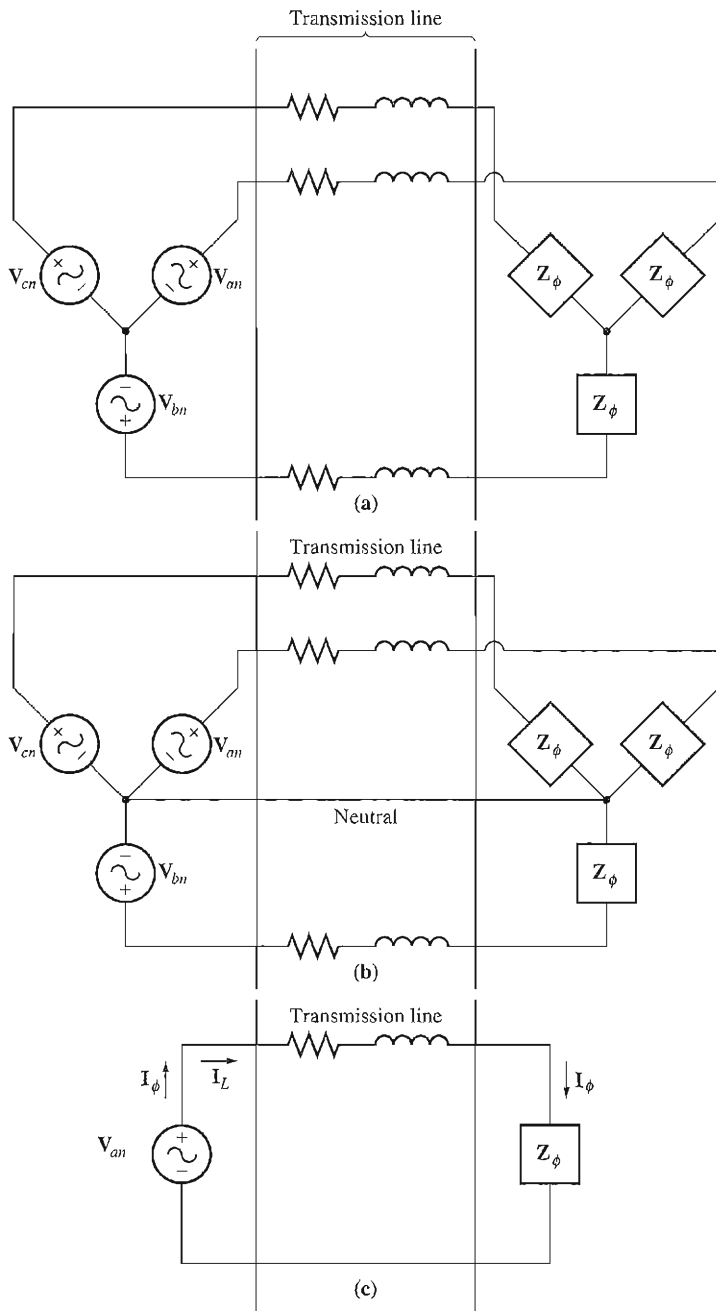 Transmission line
V_cn
V_an
Z_ϕ
Z_ϕ
V_bn
Z_ϕ
(a)
Transmission line
V_cn
V_an
Z_ϕ
Z_ϕ
Neutral
V_bn
Z_ϕ
(b)
Transmission line
I_ϕ
I_L
I_ϕ
V_an
Z_ϕ
(c)